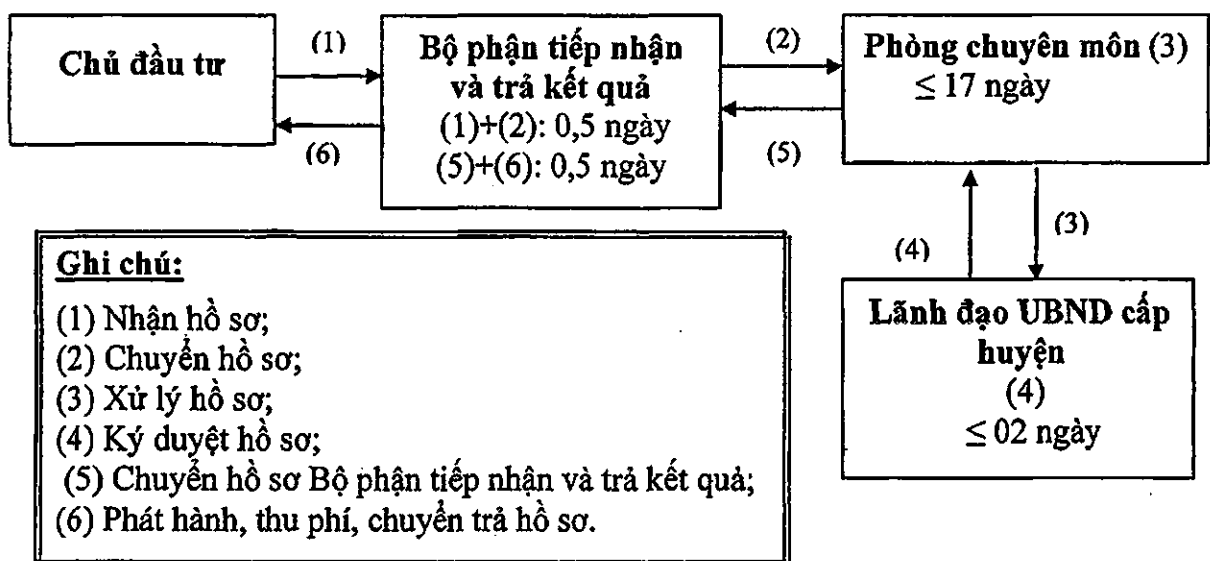 Chủ đầu tư
(1)
(6)
Bộ phận tiếp nhận
và trả kết quả
(1)+(2): 0,5 ngày
(5)+(6): 0,5 ngày
(2)
(5)
Phòng chuyên môn (3)
≤ 17 ngày
(4)
(3)
Lãnh đạo UBND cấp
huyện
(4)
≤ 02 ngày
Ghi chú:
(1) Nhận hồ sơ;
(2) Chuyển hồ sơ;
(3) Xử lý hồ sơ;
(4) Ký duyệt hồ sơ;
(5) Chuyển hồ sơ Bộ phận tiếp nhận và trả kết quả;
(6) Phát hành, thu phí, chuyển trả hồ sơ.